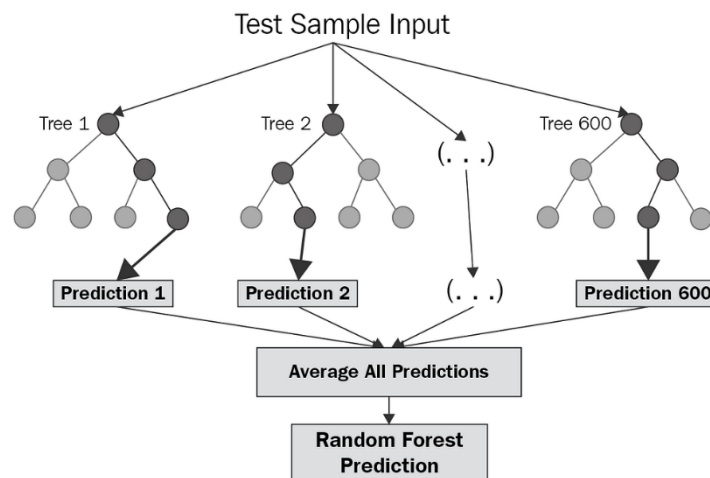 Test Sample Input
Tree 1
Tree 2
Tree 600
(. . .)
Prediction 1
Prediction 2
(. . .)
Prediction 600
Average All Predictions
Random Forest
Prediction